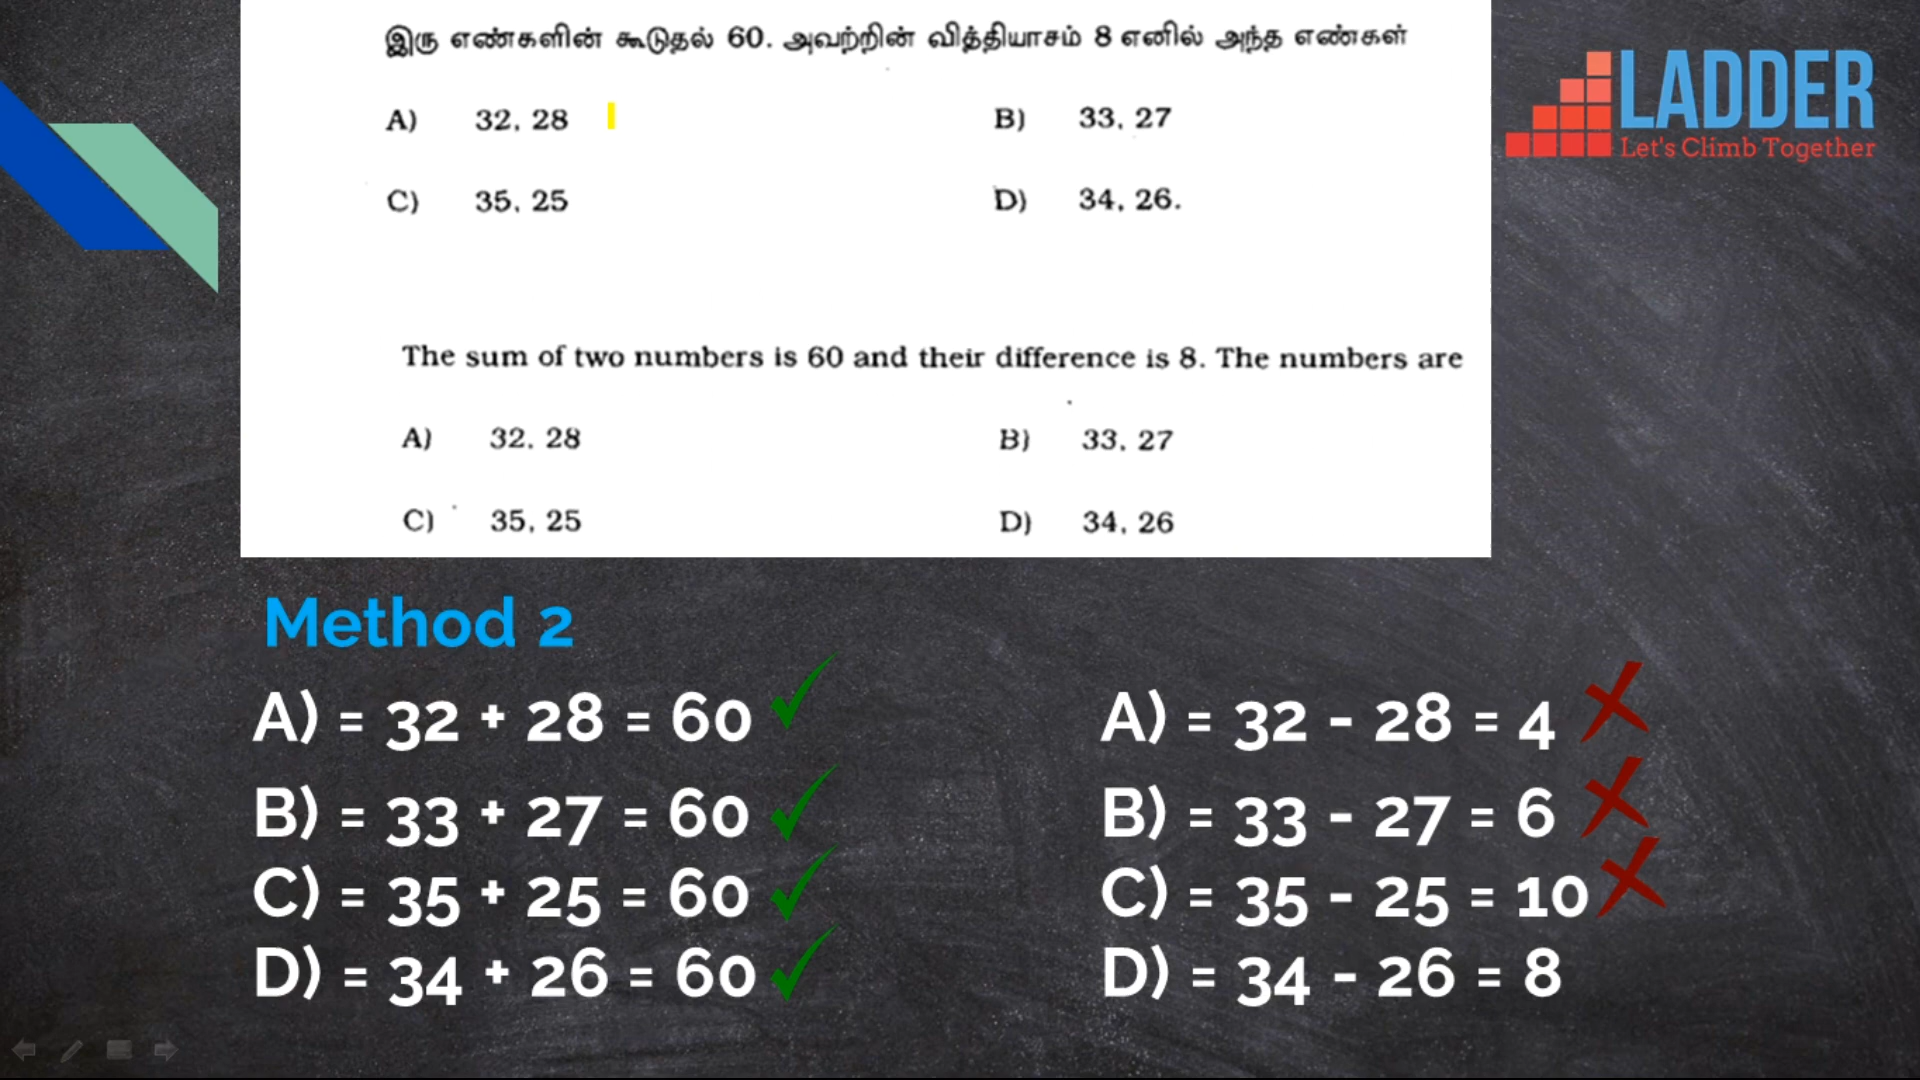 இரு எண்களின் கூடுதல் 60. அவற்றின் வித்தியாசம் 8 எனில் அந்த எண்கள்
A) 32, 28 B) 33, 27
C) 35, 25 D) 34, 26.
LADDER
Let's Climb Together
The sum of two numbers is 60 and their difference is 8. The numbers are
A) 32, 28 B) 33, 27
C) 35, 25 D) 34, 26
Method 2
A) = 32 + 28 = 60 A) = 32 - 28 = 4
B) = 33 + 27 = 60 B) = 33 - 27 = 6
C) = 35 + 25 = 60 C) = 35 - 25 = 10
D) = 34 + 26 = 60 D) = 34 - 26 = 8